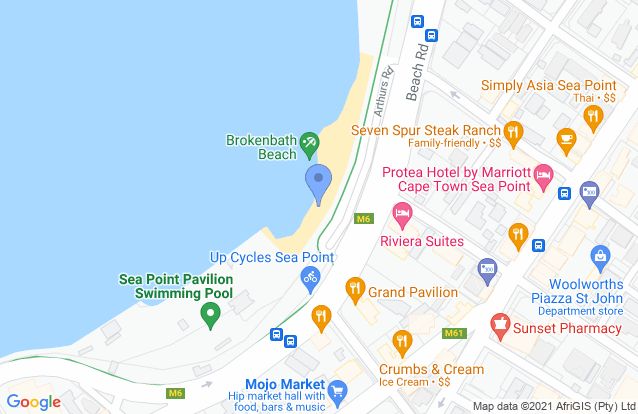 Beach Rd
Arthurs Rd
Simply Asia Sea Point
Thai • $$
Seven Spur Steak Ranch
Family-friendly • $$
Brokenbath
Beach
Protea Hotel by Marriott
Cape Town Sea Point
M6
Riviera Suites
Up Cycles Sea Point
Sea Point Pavilion
Swimming Pool
Grand Pavilion
Woolworths
Piazza St John
Department store
M61
Sunset Pharmacy
Crumbs & Cream
Ice Cream • $$
M6
Mojo Market
Hip market hall with
food, bars & music
Google
Map data ©2021 AfriGIS (Pty) Ltd